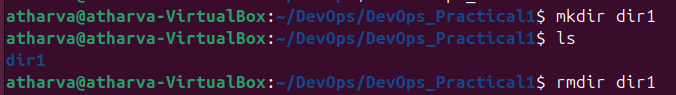 atharva@atharva-VirtualBox:~/DevOps/DevOps_Practical1$ mkdir dir1
atharva@atharva-VirtualBox:~/DevOps/DevOps_Practical1$ ls
dir1
atharva@atharva-VirtualBox:~/DevOps/DevOps_Practical1$ rmdir dir1